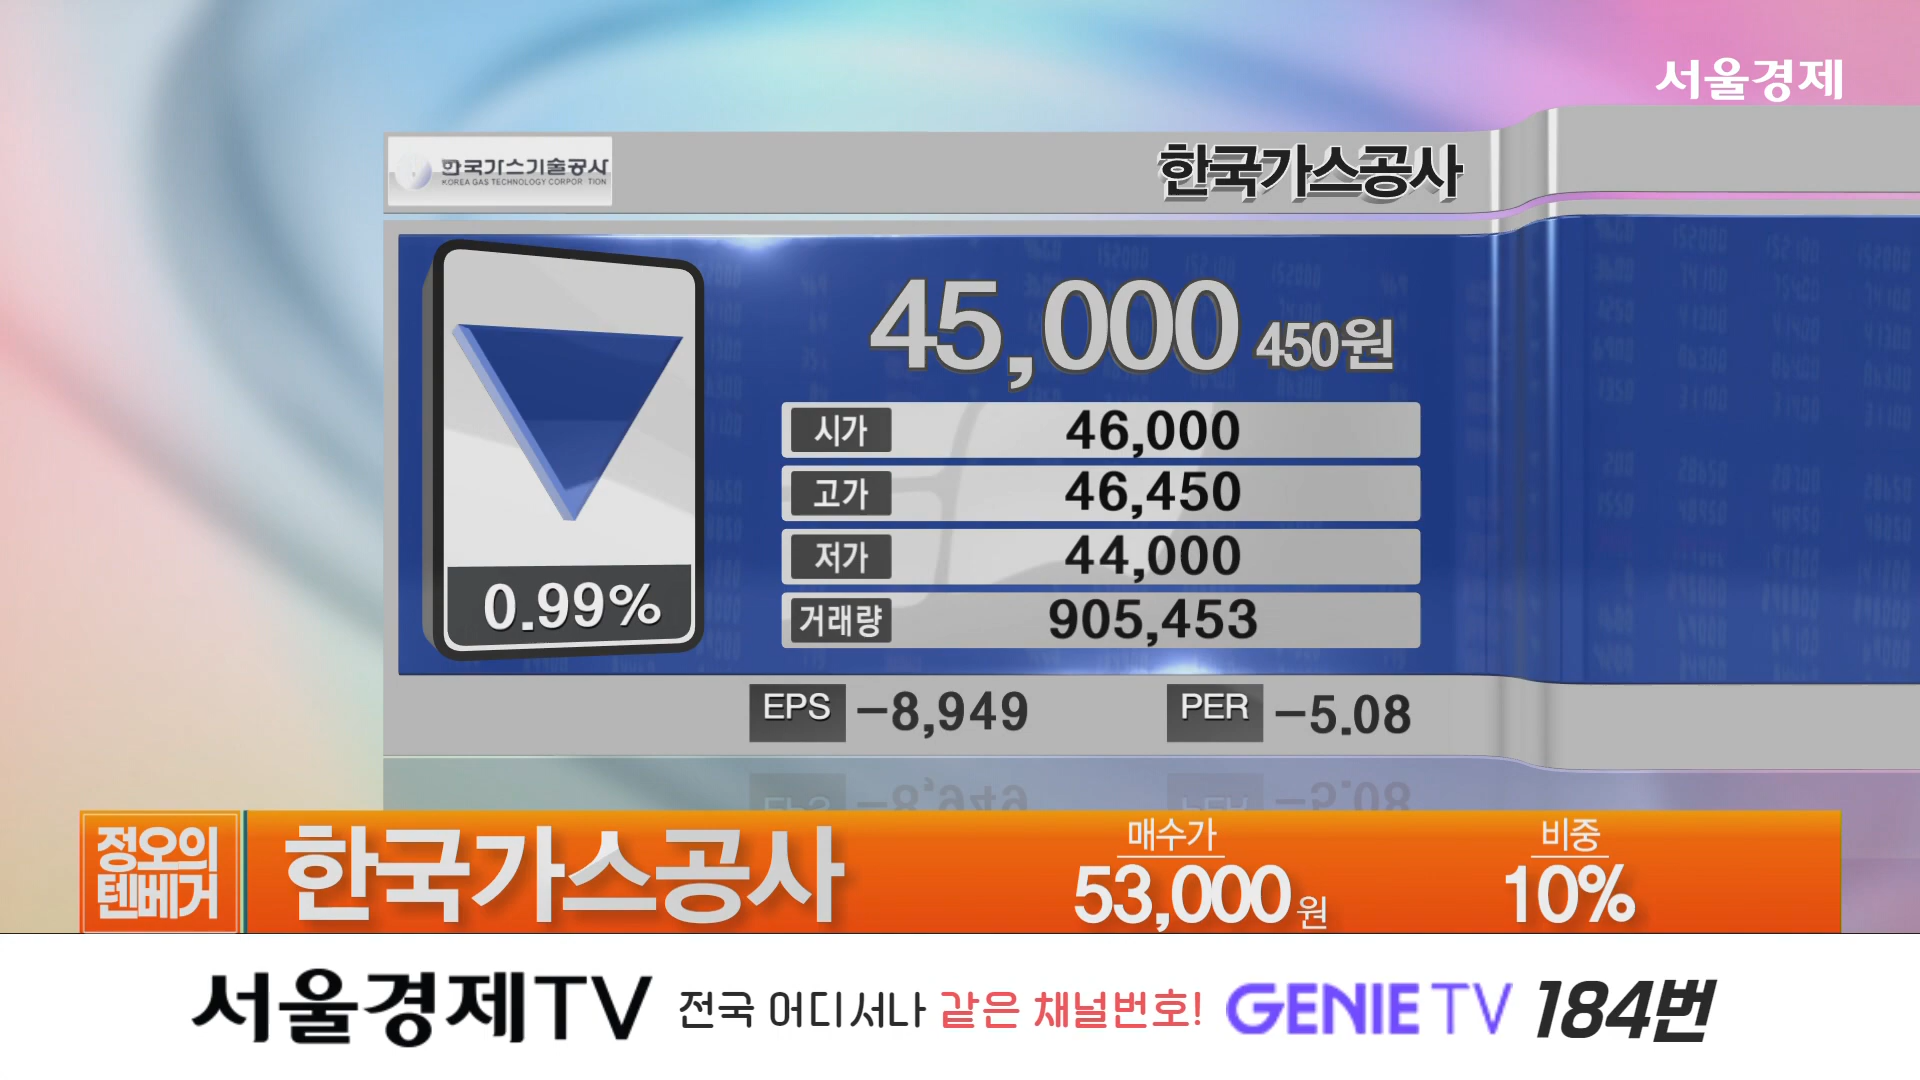 서울경제
한국가스기술공사
KOREA GAS TECHNOLOGY CORPOR TION
한국가스공사
45,000 450원
0.99%
시가 46,000
고가 46,450
저가 44,000
거래량 905,453
EPS -8,949 PER -5.08
정오의
텐베거
한국가스공사
매수가
53,000원
비중
10%
서울경제TV 전국 어디서나 같은 채널번호! GENIE TV 184번